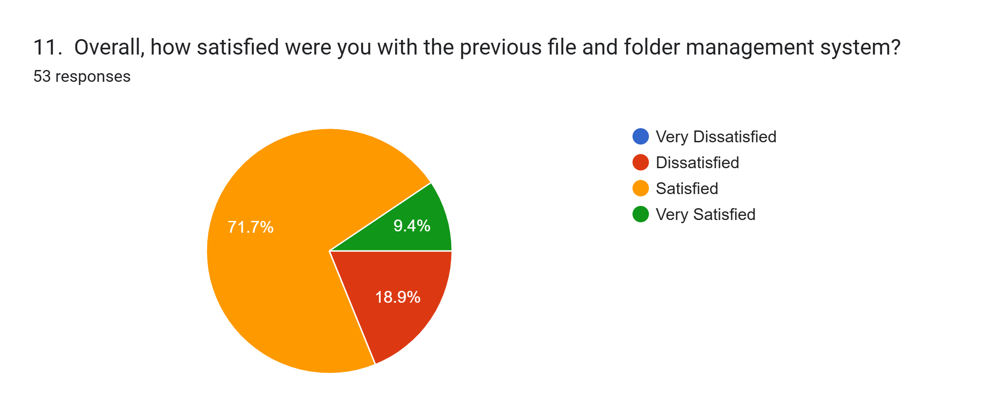 11. Overall, how satisfied were you with the previous file and folder management system?
53 responses
Very Dissatisfied
Dissatisfied
Satisfied
Very Satisfied
71.7%
9.4%
18.9%